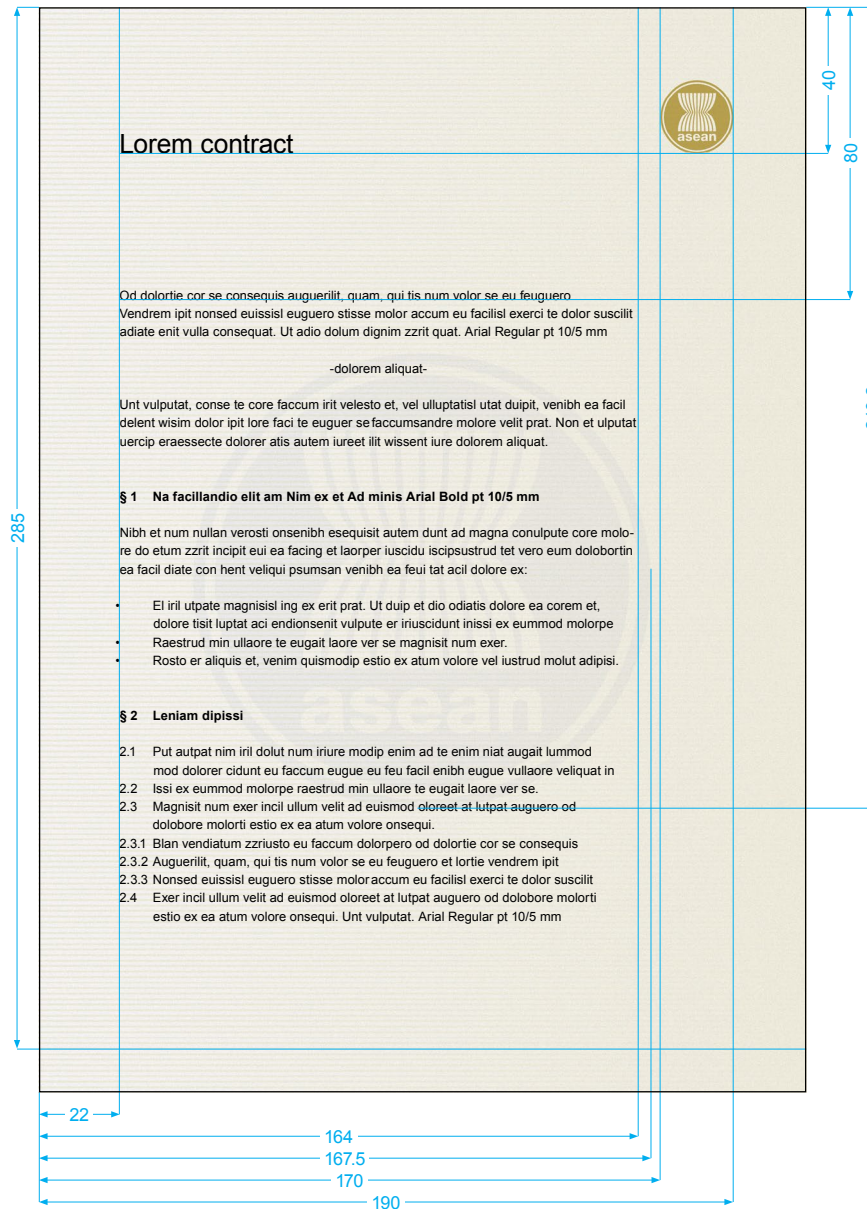 40
80
asean
Lorem contract
Od dolortie cor se consequis auguerilit, quam, qui tis num volor se eu feuguero
Vendrem ipit nonsed euissisl euguero stisse molor accum eu facilisl exerci te dolor suscilit
adiate enit vulla consequat. Ut adio dolum dignim zzrit quat. Arial Regular pt 10/5 mm
-dolorem aliquat-
Unt vulputat, conse te core faccum irit velesto et, vel ulluptatisl utat duipit, venibh ea facil
delent wisim dolor ipit lore faci te euguer se faccumsandre molore velit prat. Non et ulputat
uercip eraessecte dolorer atis autem iureet ilit wissent iure dolorem aliquat.
§ 1 Na facillandio elit am Nim ex et Ad minis Arial Bold pt 10/5 mm
285
Nibh et num nullan verosti onsenibh esequisit autem dunt ad magna conulpute core molo-
re do etum zzrit incipit eui ea facing et laorper iuscidu iscipsustrud tet vero eum dolobortin
ea facil diate con hent veliqui psumsan venibh ea feui tat acil dolore ex:
• El iril utpate magnisisl ing ex erit prat. Ut duip et dio odiatis dolore ea corem et,
dolore tisit luptat aci endionsenit vulpute er iriuscidunt inissi ex eummod molorpe
• Raestrud min ullaore te eugait laore ver se magnisit num exer.
• Rosto er aliquis et, venim quismodip estio ex atum volore vel iustrud molut adipisi.
asean
§ 2 Leniam dipissi
2.1 Put autpat nim iril dolut num iriure modip enim ad te enim niat augait lummod
mod dolorer cidunt eu faccum eugue eu feu facil enibh eugue vullaore veliquat in
2.2 Issi ex eummod molorpe raestrud min ullaore te eugait laore ver se.
2.3 Magnisit num exer incil ullum velit ad euismod oloreet at lutpat auguero od
dolobore molorti estio ex ea atum volore onsequi.
2.3.1 Blan vendiatum zzriusto eu faccum dolorpero od dolortie cor se consequis
2.3.2 Auguerilit, quam, qui tis num volor se eu feuguero et lortie vendrem ipit
2.3.3 Nonsed euissisl euguero stisse molor accum eu facilisl exerci te dolor suscilit
2.4 Exer incil ullum velit ad euismod oloreet at lutpat auguero od dolobore molorti
estio ex ea atum volore onsequi. Unt vulputat. Arial Regular pt 10/5 mm
22
164
167.5
170
190